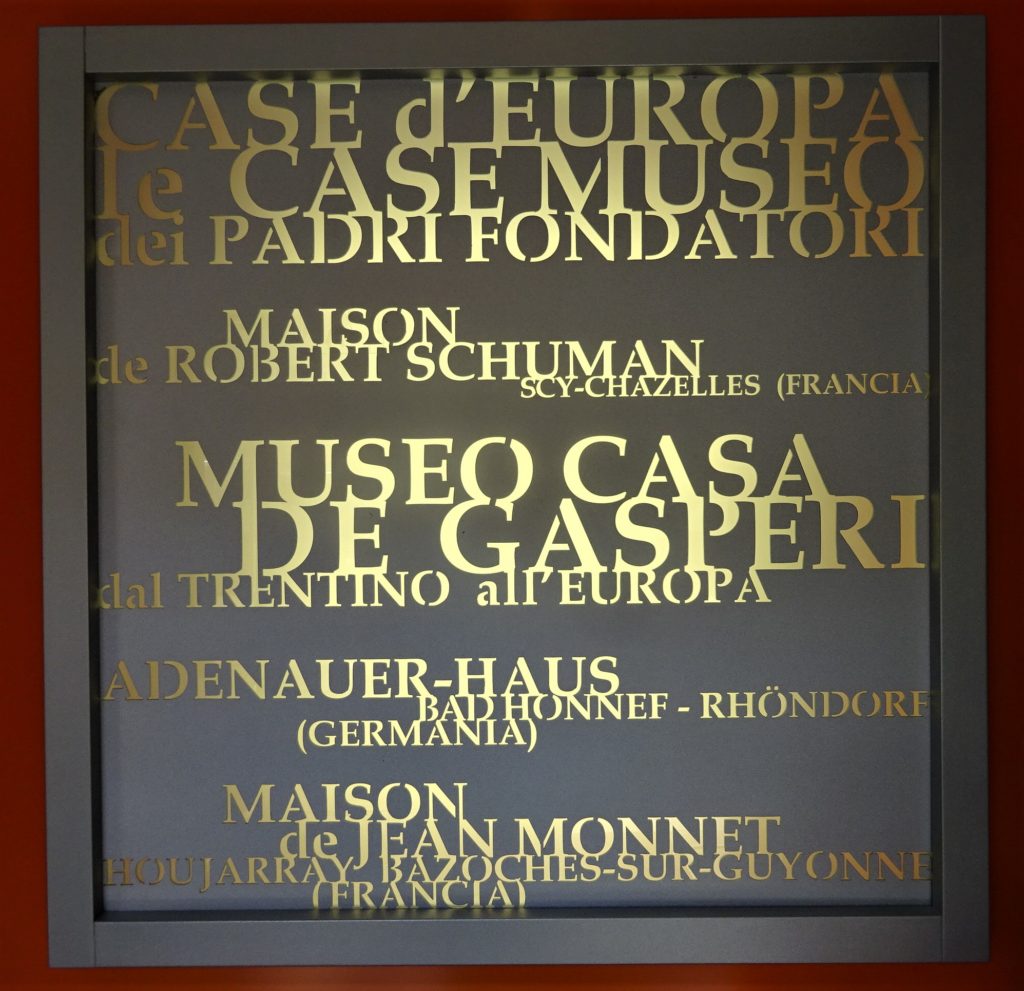 CASE d'EUROPA
le CASE MUSEO
dei PADRI FONDATORI
MAISON
de ROBERT SCHUMAN
SCY-CHAZELLES (FRANCIA)
MUSEO CASA
DE GASPERI
dal TRENTINO all'EUROPA
ADENAUER-HAUS
BAD HONNEF - RHÖNDORF
(GERMANIA)
MAISON
de JEAN MONNET
HOUJARRAY BAZOCHES-SUR-GUYONNE
(FRANCIA)